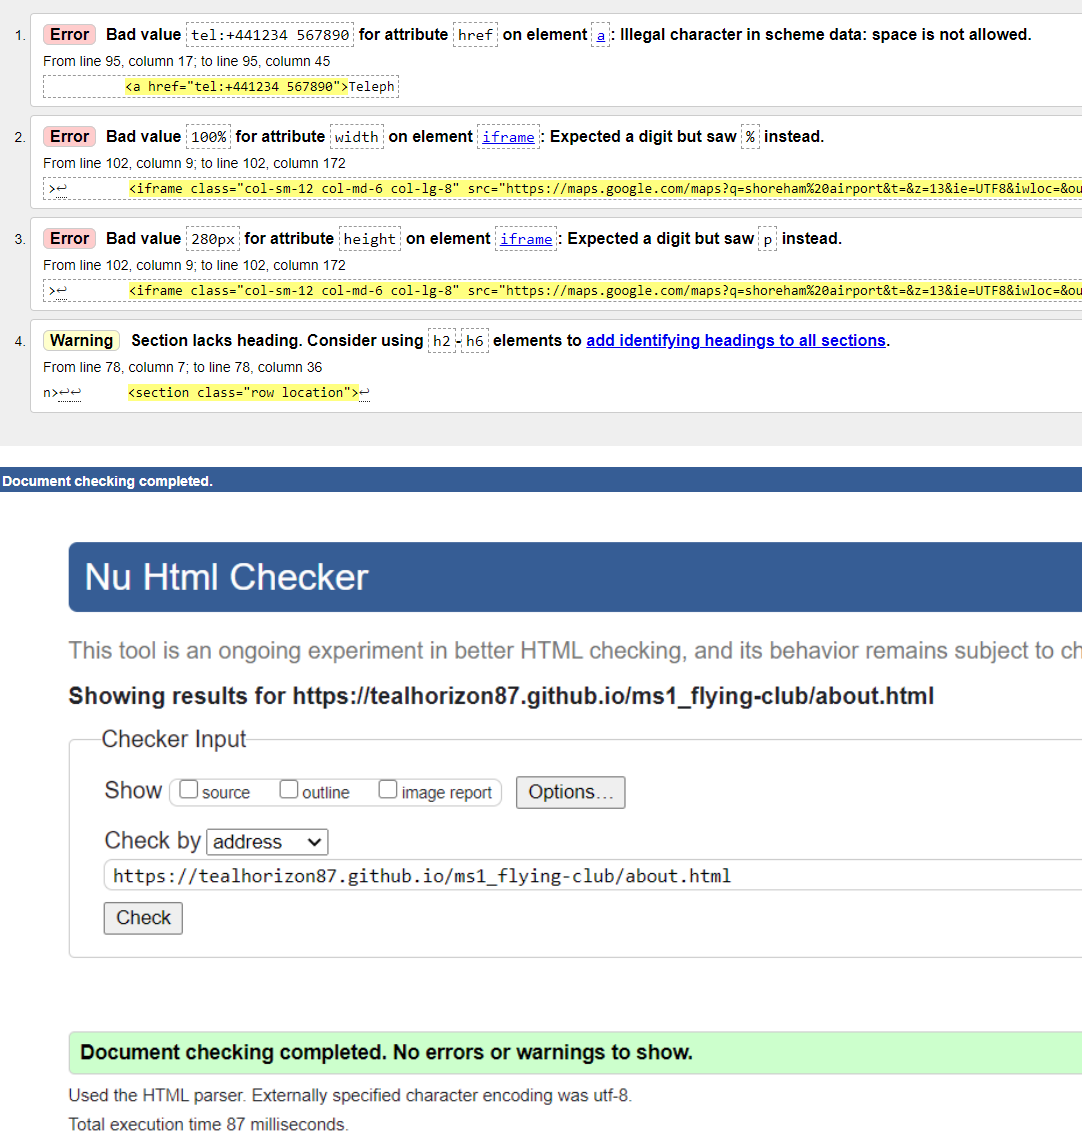 1. Error Bad value tel:+441234 567890 for attribute href on element a: Illegal character in scheme data: space is not allowed.
From line 95, column 17; to line 95, column 45
<a href="tel:+441234 567890">Teleph
2. Error Bad value 100% for attribute width on element iframe: Expected a digit but saw % instead.
From line 102, column 9; to line 102, column 172
>↩ <iframe class="col-sm-12 col-md-6 col-lg-8" src="https://maps.google.com/maps?q=shoreham%20airport&t=&z=13&ie=UTF8&iwloc=&ou
3. Error Bad value 280px for attribute height on element iframe: Expected a digit but saw p instead.
From line 102, column 9; to line 102, column 172
>↩ <iframe class="col-sm-12 col-md-6 col-lg-8" src="https://maps.google.com/maps?q=shoreham%20airport&t=&z=13&ie=UTF8&iwloc=&ou
4. Warning Section lacks heading. Consider using h2-h6 elements to add identifying headings to all sections.
From line 78, column 7; to line 78, column 36
n>↩↩ <section class="row location">↩
Document checking completed.
Nu Html Checker
This tool is an ongoing experiment in better HTML checking, and its behavior remains subject to ch
Showing results for https://tealhorizon87.github.io/ms1_flying-club/about.html
Checker Input
Show source outline image report Options...
Check by address
https://tealhorizon87.github.io/ms1_flying-club/about.html
Check
Document checking completed. No errors or warnings to show.
Used the HTML parser. Externally specified character encoding was utf-8.
Total execution time 87 milliseconds.